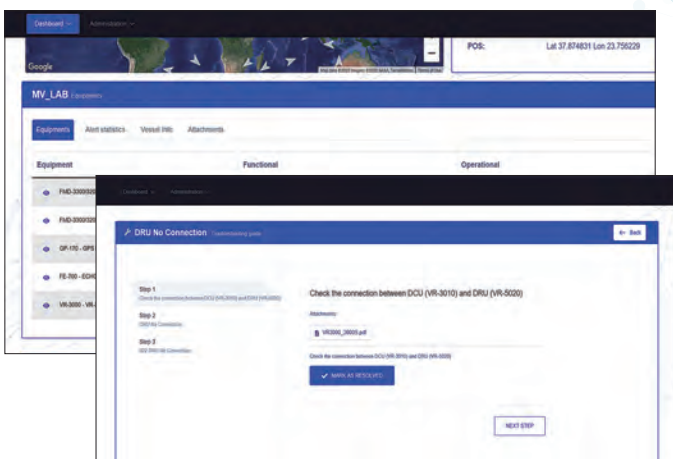 Dashboard Administration
Google
POS: Lat 37.874831 Lon 23.756229
MV_LAB Equipments
Equipments Alert statistics Vessel Info Attachments
Equipment Functional Operational
FMD-3200/320
FMD-3200/320
GP-170 - GPS
FE-700 - ECHO
VR-3000 - VR-
Dashboard Administration
DRU No Connection Troubleshooting guide
Back
Step 1
Check the connection between DCU (VR-3010) and DRU (VR-5020)
Step 2
DRU No Connection
Step 3
Check the connection between DCU (VR-3010) and DRU (VR-5020)
Attachments:
VR3000_00005.pdf
Check the connection between DCU (VR-3010) and DRU (VR-5020)
MARK AS RESOLVED
NEXT STEP